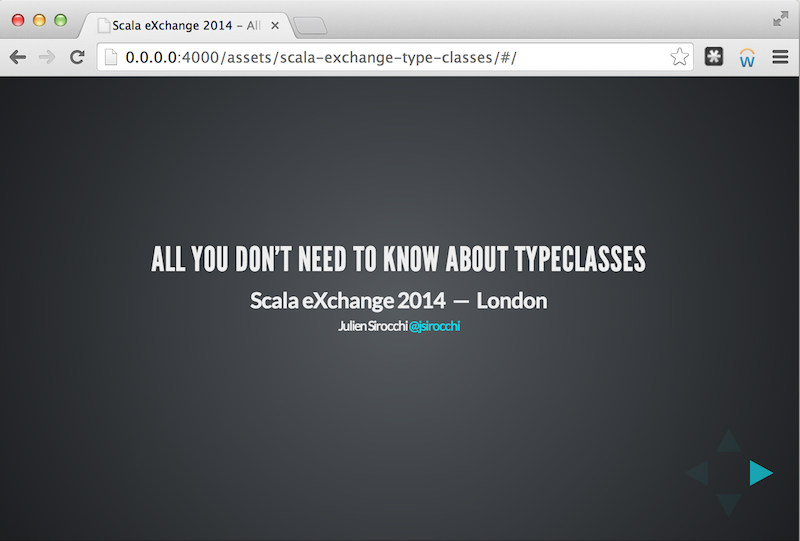 Scala eXchange 2014 – All
0.0.0.0:4000/assets/scala-exchange-type-classes/#/
W
ALL YOU DON’T NEED TO KNOW ABOUT TYPECLASSES
Scala eXchange 2014 — London
Julien Sirocchi @jsirocchi